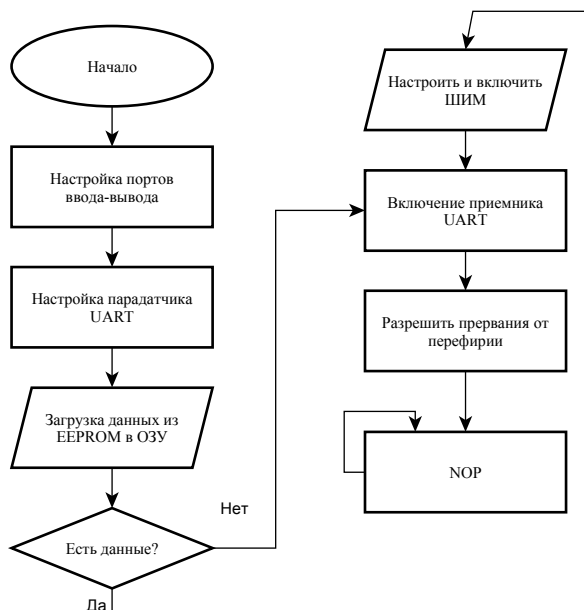 Начало
Настройка портов
ввода-вывода
Настройка парадатчика
UART
Загрузка данных из
EEPROM в ОЗУ
Есть данные?
Нет
Да
Настроить и включить
ШИМ
Включение приемника
UART
Разрешить прервания от
перефирии
NOP